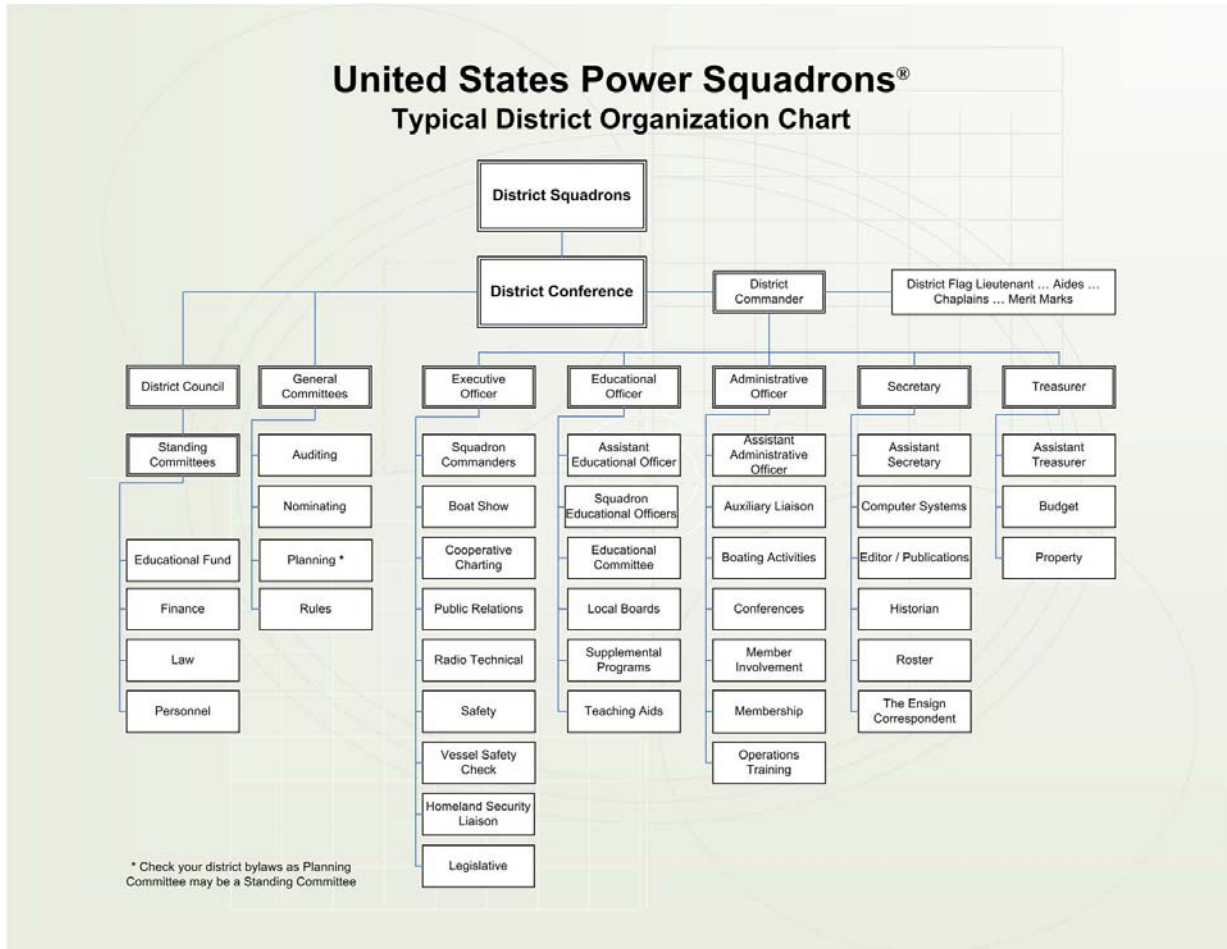 United States Power Squadrons®
Typical District Organization Chart
District Squadrons
District Conference
District
Commander
District Flag Lieutenant … Aides …
Chaplains … Merit Marks
District Council
General
Committees
Executive
Officer
Educational
Officer
Administrative
Officer
Secretary
Treasurer
Standing
Committees
Educational Fund
Finance
Law
Personnel
Auditing
Nominating
Planning *
Rules
Squadron
Commanders
Boat Show
Cooperative
Charting
Public Relations
Radio Technical
Safety
Vessel Safety
Check
Homeland Security
Liaison
Legislative
Assistant
Educational Officer
Squadron
Educational Officers
Educational
Committee
Local Boards
Supplemental
Programs
Teaching Aids
Assistant
Administrative
Officer
Auxiliary Liaison
Boating Activities
Conferences
Member
Involvement
Membership
Operations
Training
Assistant
Secretary
Computer Systems
Editor / Publications
Historian
Roster
The Ensign
Correspondent
Assistant
Treasurer
Budget
Property
* Check your district bylaws as Planning
Committee may be a Standing Committee